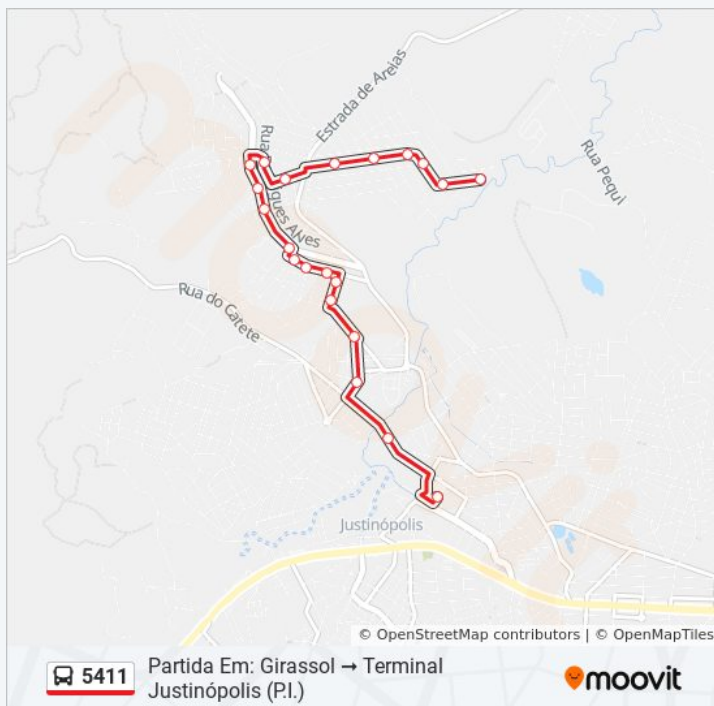 Estrada de Areias
Rua
ques Alves
Rua Pequi
Rua do Catete
Justinópolis
© OpenStreetMap contributors | © OpenMapTiles
5411
Partida Em: Girassol → Terminal
Justinópolis (P.I.)
moovit